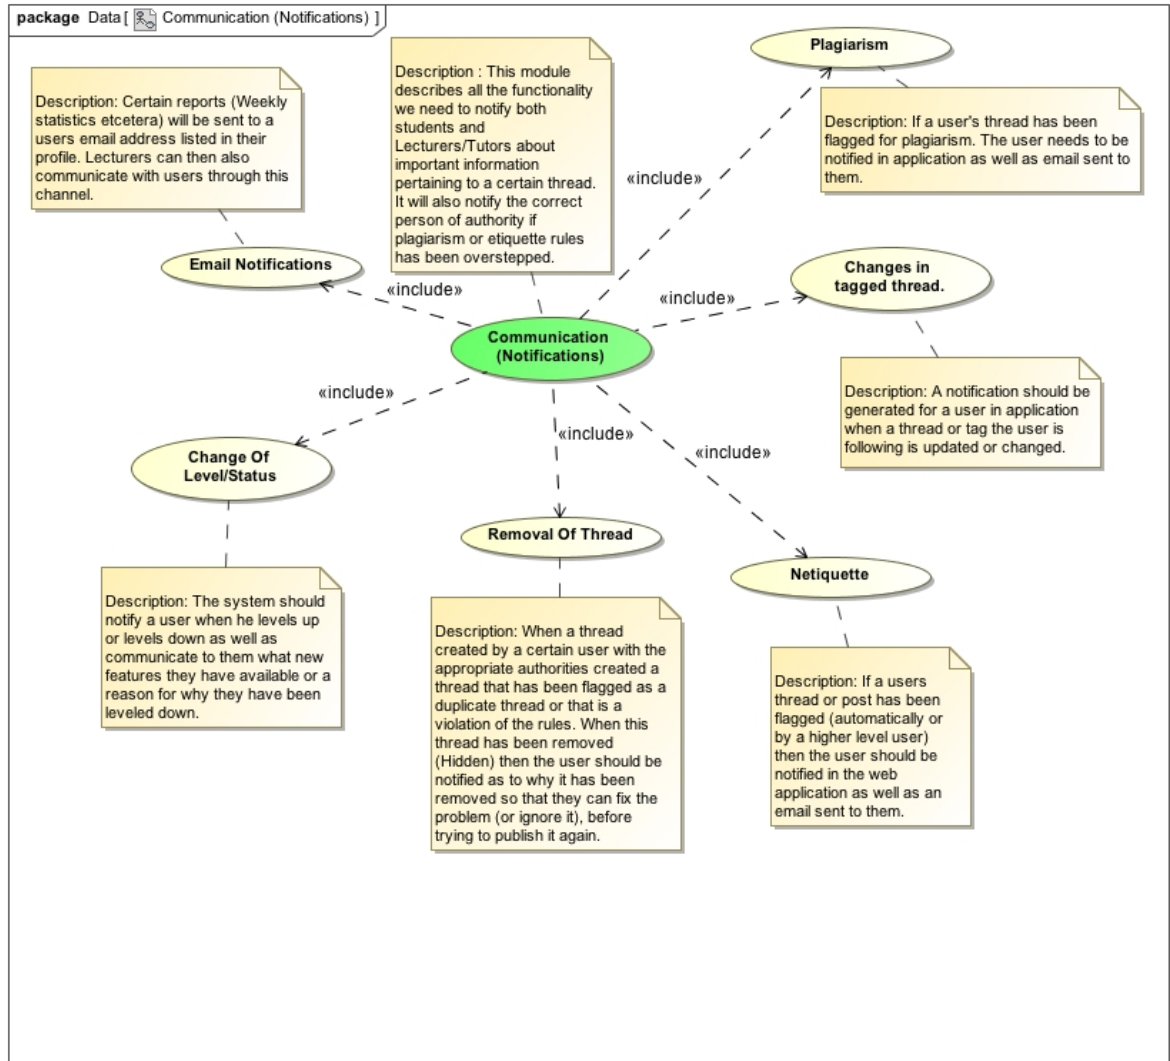 package Data [ Communication (Notifications) ]
Description: Certain reports (Weekly
statistics etcetera) will be sent to a
users email address listed in their
profile. Lecturers can then also
communicate with users through this
channel.
Description : This module
describes all the functionality
we need to notify both
students and
Lecturers/Tutors about
important information
pertaining to a certain thread.
It will also notify the correct
person of authority if
plagiarism or etiquette rules
has been overstepped.
Plagiarism
Description: If a user's thread has been
flagged for plagiarism. The user needs to be
notified in application as well as email sent to
them.
«include»
Email Notifications
«include»
«include»
Changes in
tagged thread.
Communication
(Notifications)
Description: A notification should be
generated for a user in application
when a thread or tag the user is
following is updated or changed.
«include»
«include»
«include»
Change Of
Level/Status
Removal Of Thread
Netiquette
Description: The system should
notify a user when he levels up
or levels down as well as
communicate to them what new
features they have available or a
reason for why they have been
leveled down.
Description: When a thread
created by a certain user with the
appropriate authorities created a
thread that has been flagged as a
duplicate thread or that is a
violation of the rules. When this
thread has been removed
(Hidden) then the user should be
notified as to why it has been
removed so that they can fix the
problem (or ignore it), before
trying to publish it again.
Description: If a users
thread or post has been
flagged (automatically or
by a higher level user)
then the user should be
notified in the web
application as well as an
email sent to them.